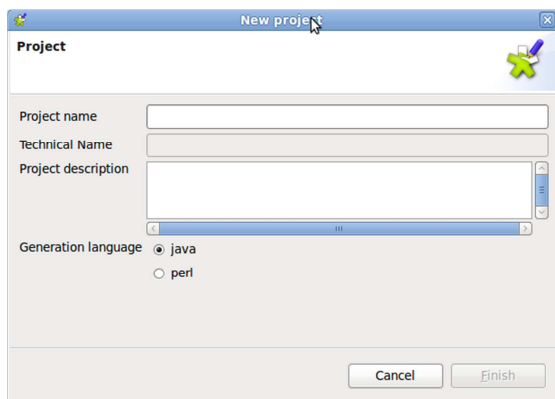 New project
Project
Project name
Technical Name
Project description
Generation language
java
perl
Cancel
Finish